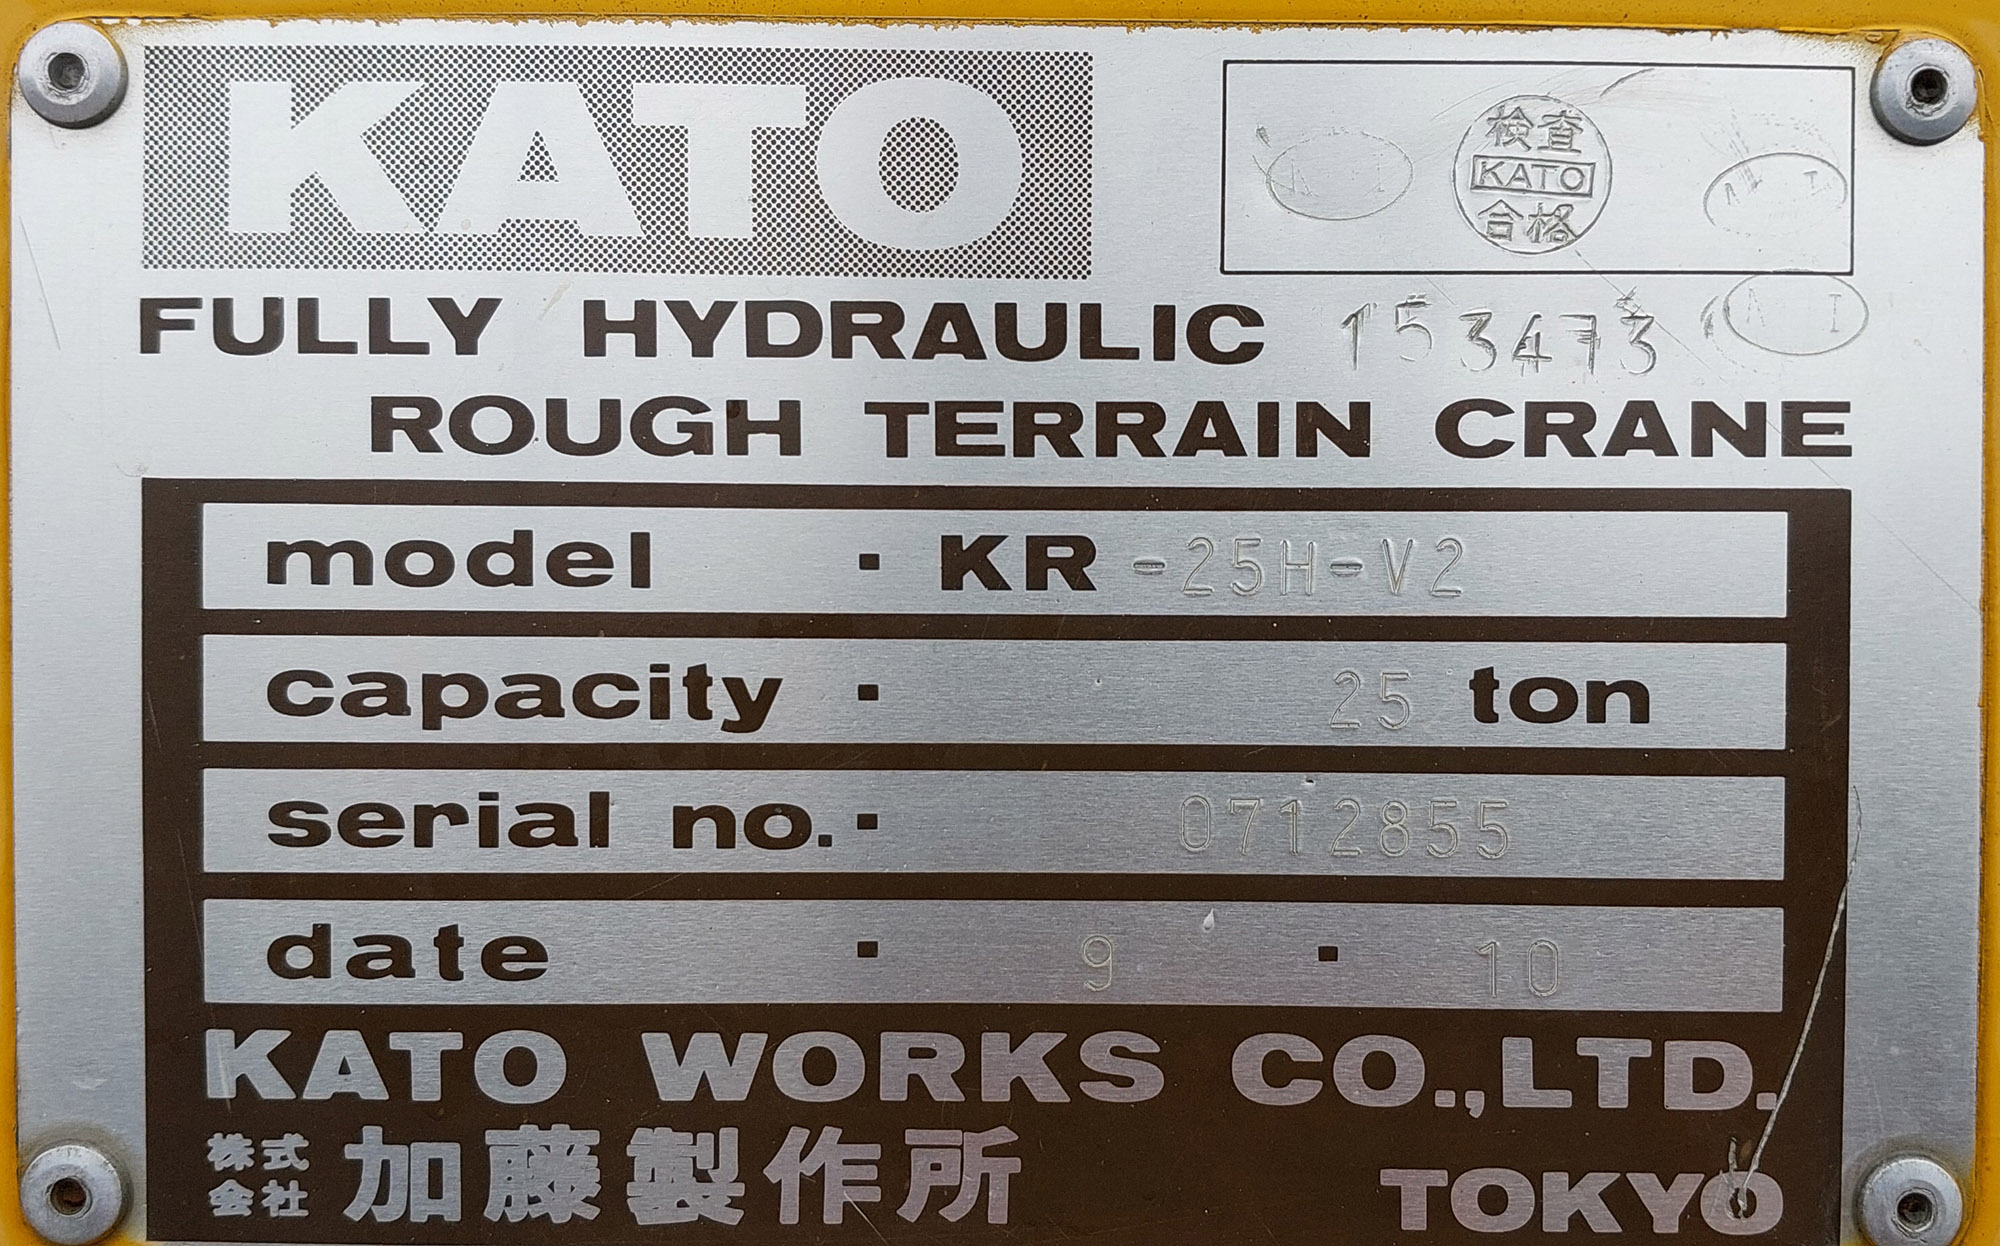 KATO
検査
KATO
合格
FULLY HYDRAULIC 153473
ROUGH TERRAIN CRANE
model · KR-25H-V2
capacity · 25 ton
serial no. · 0712855
date · 9 · 10
KATO WORKS CO.,LTD.
株式会社 加藤製作所
TOKYO